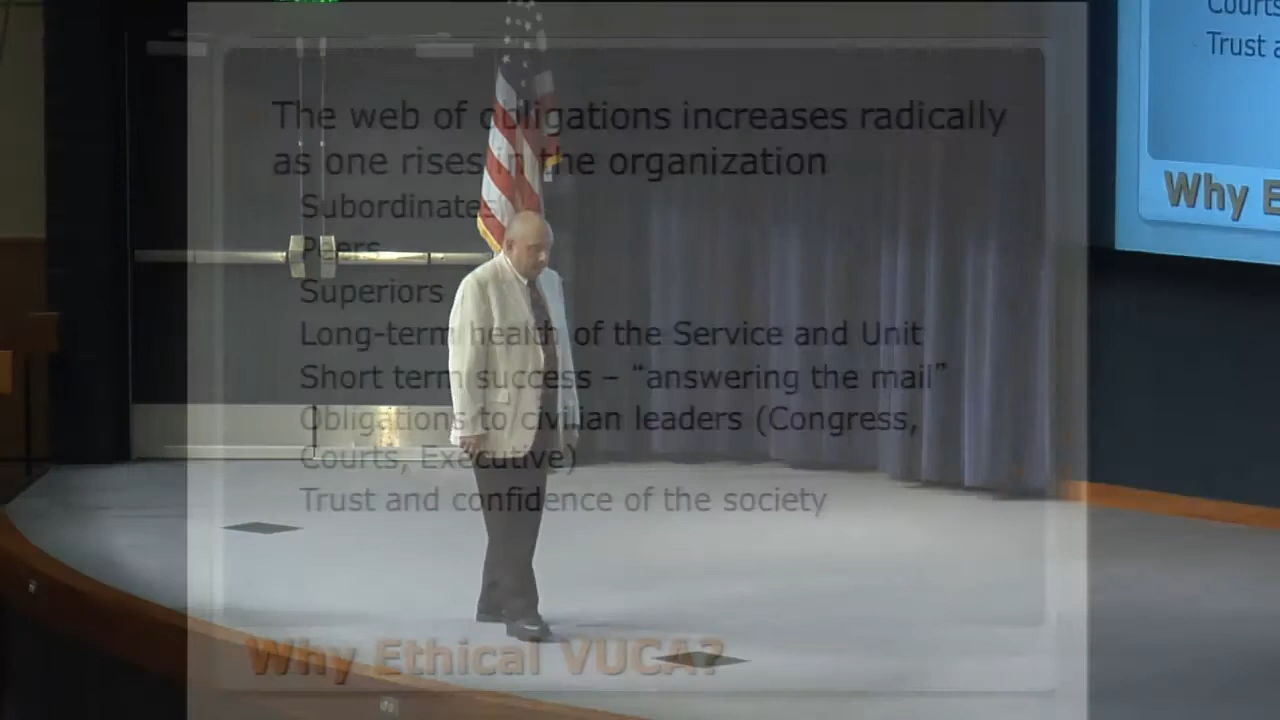 The web of obligations increases radically
as one rises in the organization
Subordinates
Peers
Superiors
Long-term health of the Service and Unit
Short term success – “answering the mail”
Obligations to civilian leaders (Congress,
Courts, Executive)
Trust and confidence of the society
Why Ethical VUCA?
Courts
Trust
Why